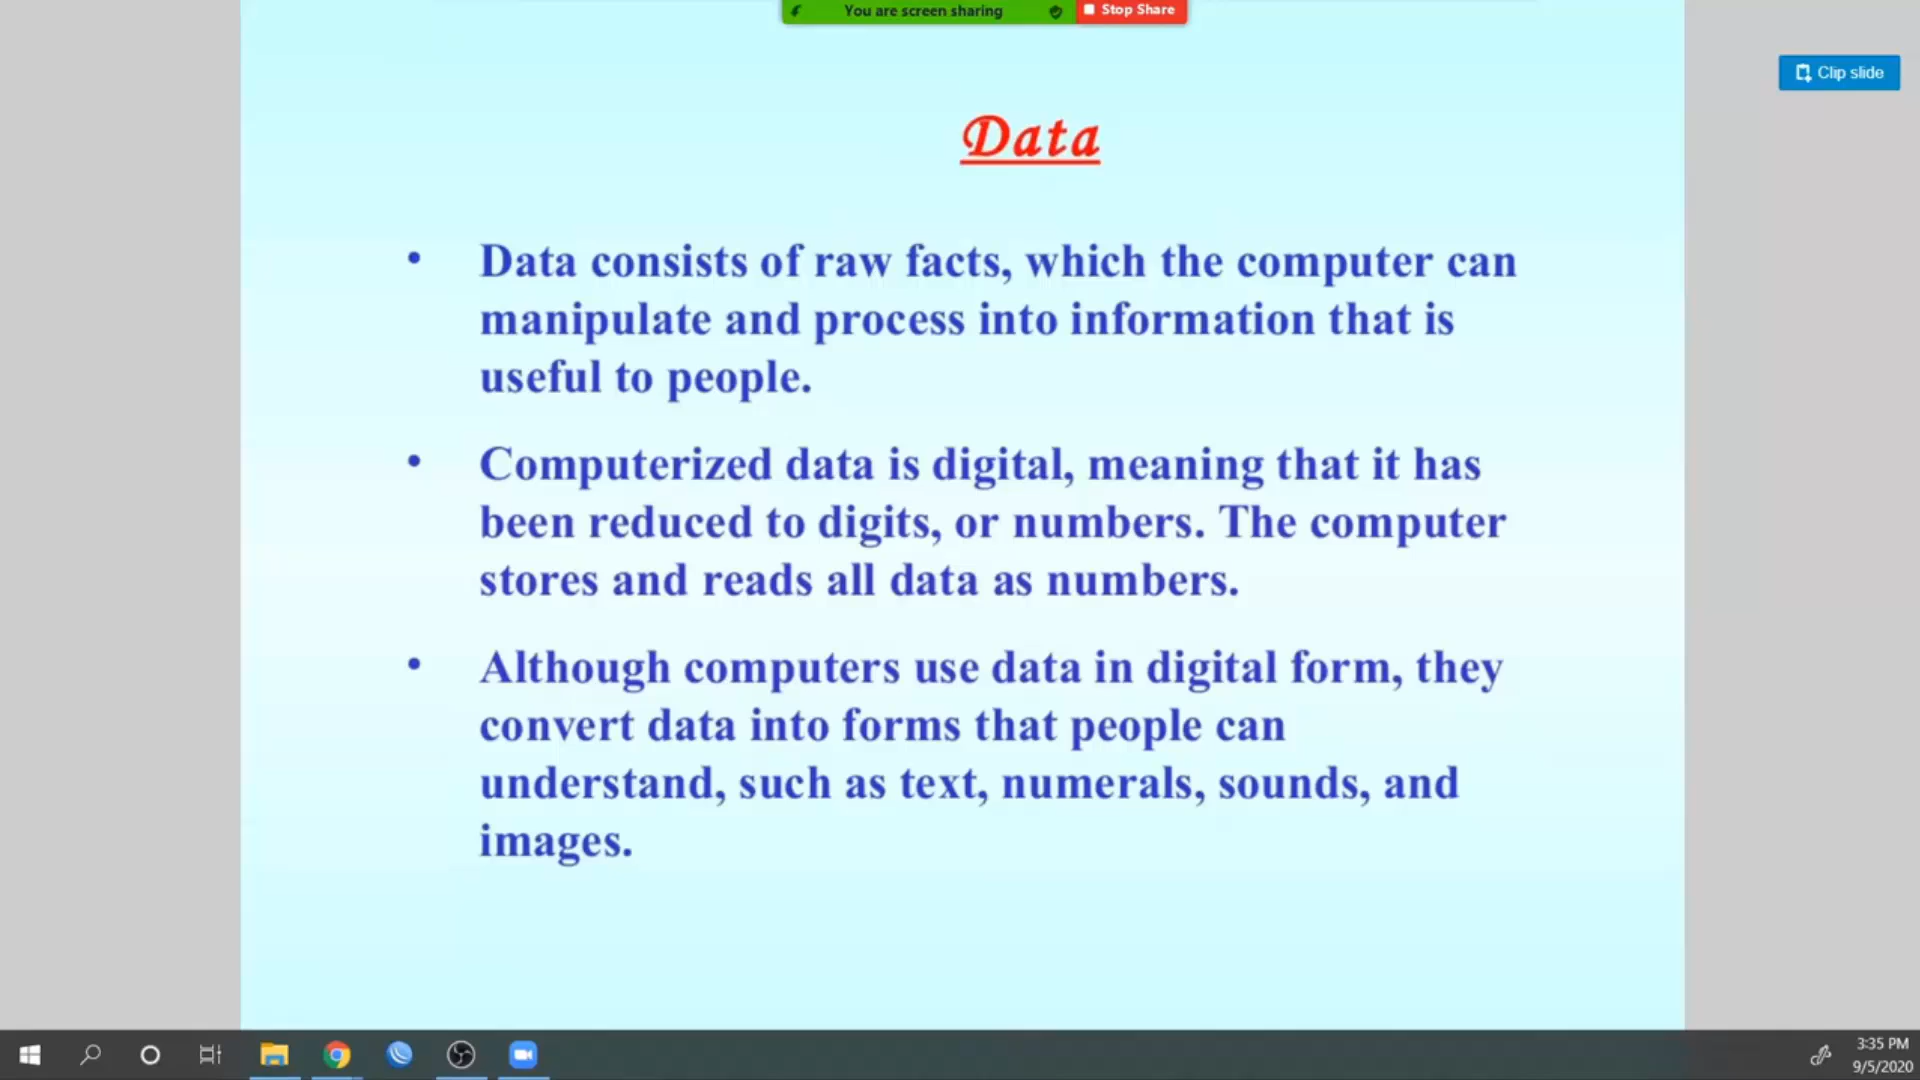 You are screen sharing
Stop Share
Clip slide
Data
• Data consists of raw facts, which the computer can
manipulate and process into information that is
useful to people.
• Computerized data is digital, meaning that it has
been reduced to digits, or numbers. The computer
stores and reads all data as numbers.
• Although computers use data in digital form, they
convert data into forms that people can
understand, such as text, numerals, sounds, and
images.
3:35 PM
9/5/2020